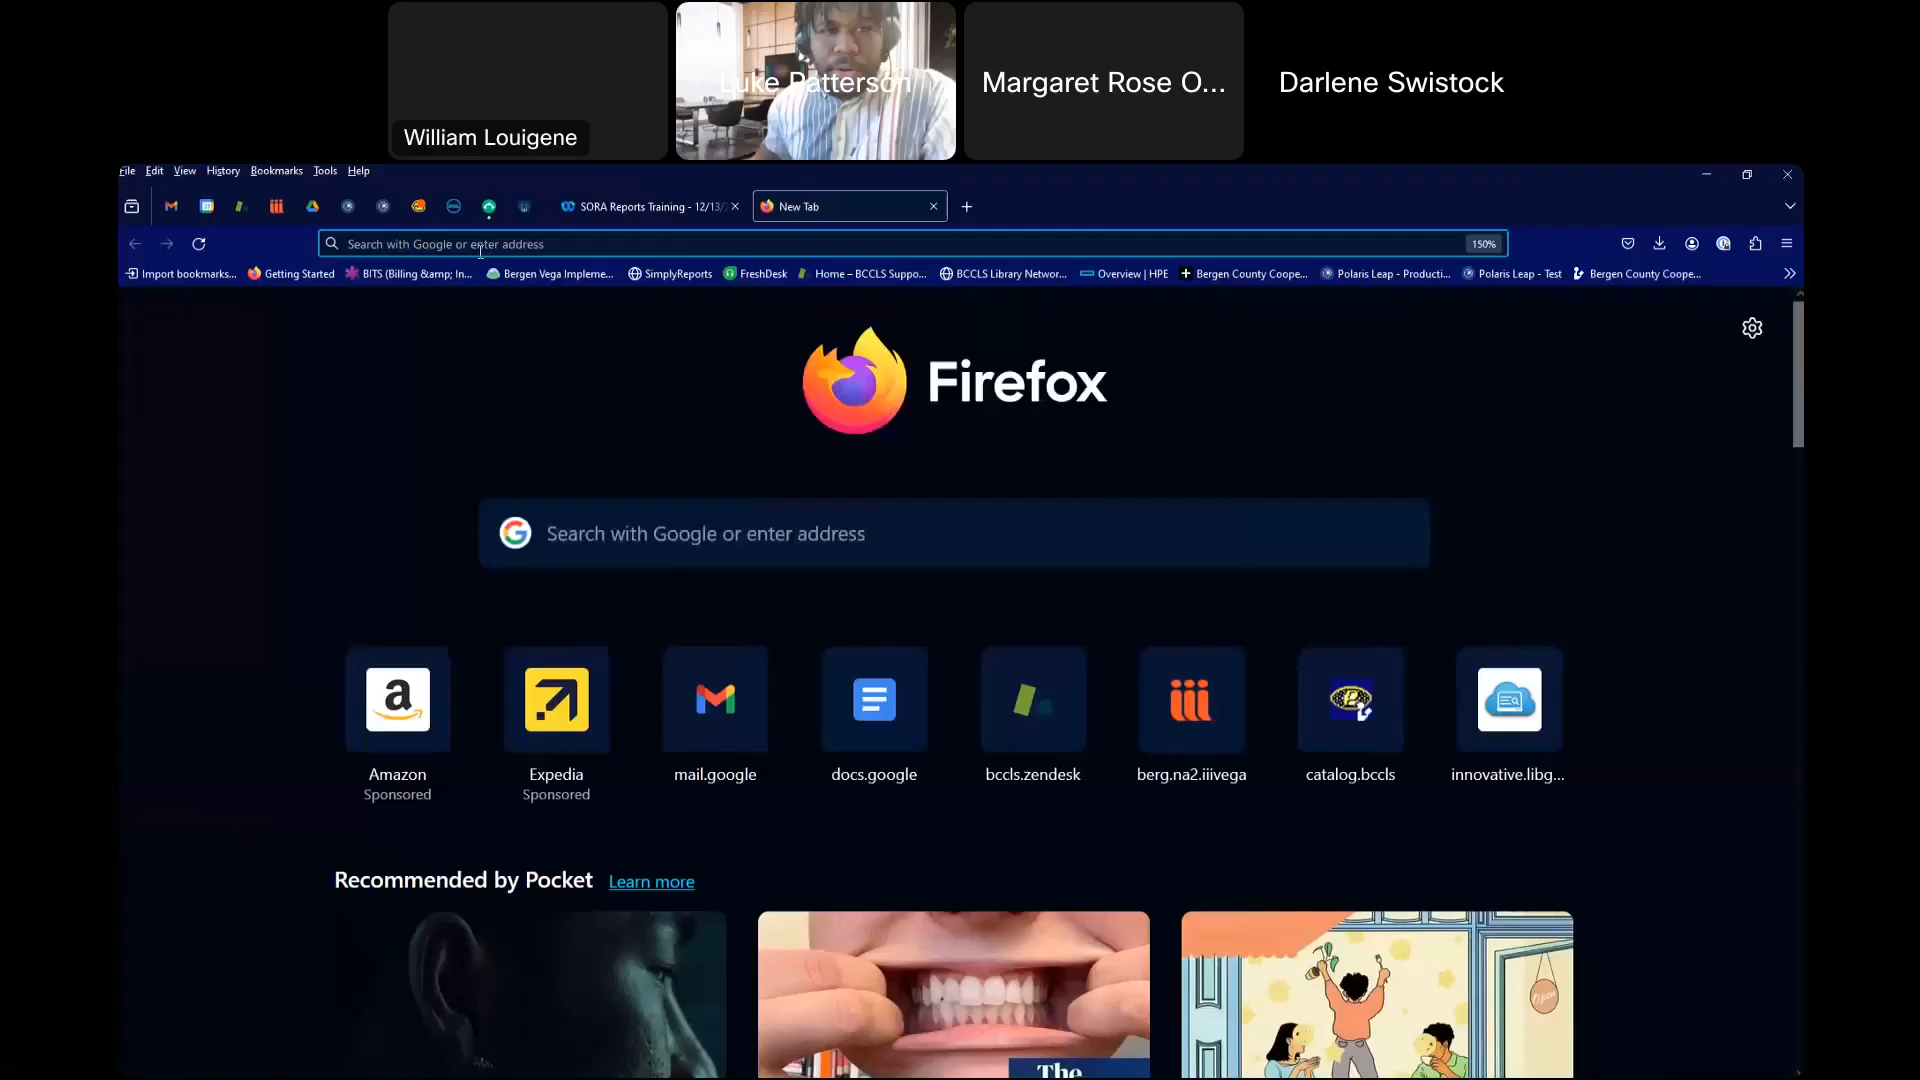 Luke Patterson
Margaret Rose O...
Darlene Swistock
William Louigene
File Edit View History Bookmarks Tools Help
SORA Reports Training - 12/13/
New Tab
Search with Google or enter address
150%
Import bookmarks... Getting Started BITS (Billing &amp; In... Bergen Vega Impleme... SimplyReports FreshDesk Home – BCCLS Suppo... BCCLS Library Networ... Overview | HPE Bergen County Coope... Polaris Leap - Producti... Polaris Leap - Test Bergen County Coope...
Firefox
Search with Google or enter address
Amazon
Sponsored
Expedia
Sponsored
mail.google
docs.google
bccls.zendesk
berg.na2.iiivega
catalog.bccls
innovative.libg...
Recommended by Pocket Learn more
The
Open